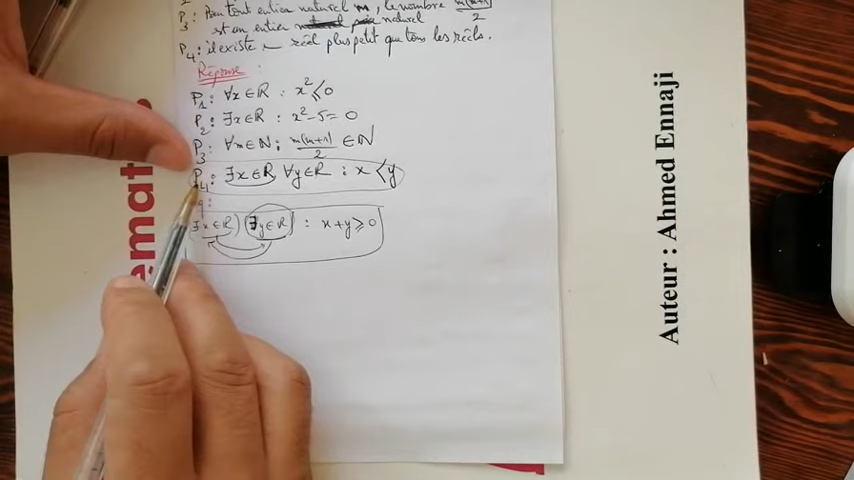 2
P3: Pour tout entier naturel n, le nombre n(n+1)/2
est un entier naturel
P4: il existe un réel plus petit que tous les réels.
Réponse :
P1: ∀x∈ℝ : x² ≤ 0
P2: ∃x∈ℝ : x²-5=0
P3: ∀n∈ℕ : n(n+1)/2 ∈ ℕ
P4: ∃x∈ℝ ∀y∈ℝ : x < y
q:
(∃x∈ℝ) (∃y∈ℝ) : x+y ≥ 0
Auteur : Ahmed Ennaji